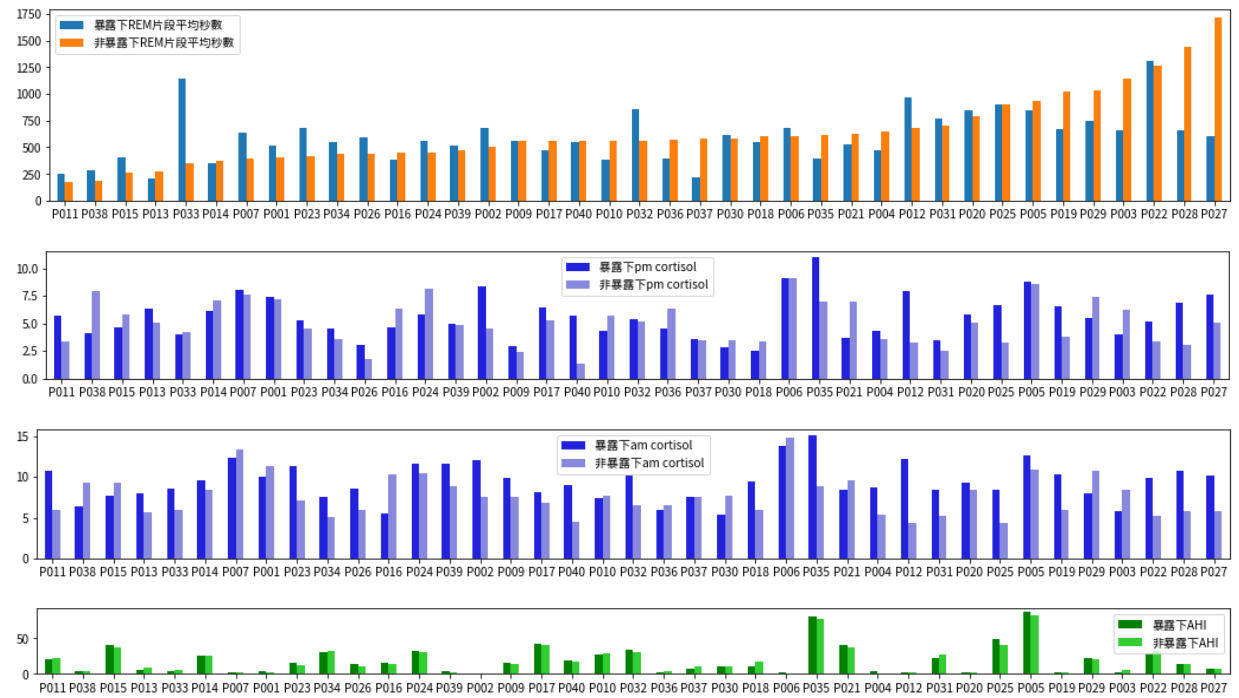 1750
1500
1250
1000
750
500
250
0
暴露下REM片段平均秒數
非暴露下REM片段平均秒數
P011 P038 P015 P013 P033 P014 P007 P001 P023 P034 P026 P016 P024 P039 P002 P009 P017 P040 P010 P032 P036 P037 P030 P018 P006 P035 P021 P004 P012 P031 P020 P025 P005 P019 P029 P003 P022 P028 P027
10.0
7.5
5.0
2.5
0.0
暴露下pm cortisol
非暴露下pm cortisol
P011 P038 P015 P013 P033 P014 P007 P001 P023 P034 P026 P016 P024 P039 P002 P009 P017 P040 P010 P032 P036 P037 P030 P018 P006 P035 P021 P004 P012 P031 P020 P025 P005 P019 P029 P003 P022 P028 P027
15
10
5
0
暴露下am cortisol
非暴露下am cortisol
P011 P038 P015 P013 P033 P014 P007 P001 P023 P034 P026 P016 P024 P039 P002 P009 P017 P040 P010 P032 P036 P037 P030 P018 P006 P035 P021 P004 P012 P031 P020 P025 P005 P019 P029 P003 P022 P028 P027
50
0
暴露下AHI
非暴露下AHI
P011 P038 P015 P013 P033 P014 P007 P001 P023 P034 P026 P016 P024 P039 P002 P009 P017 P040 P010 P032 P036 P037 P030 P018 P006 P035 P021 P004 P012 P031 P020 P025 P005 P019 P029 P003 P022 P028 P027